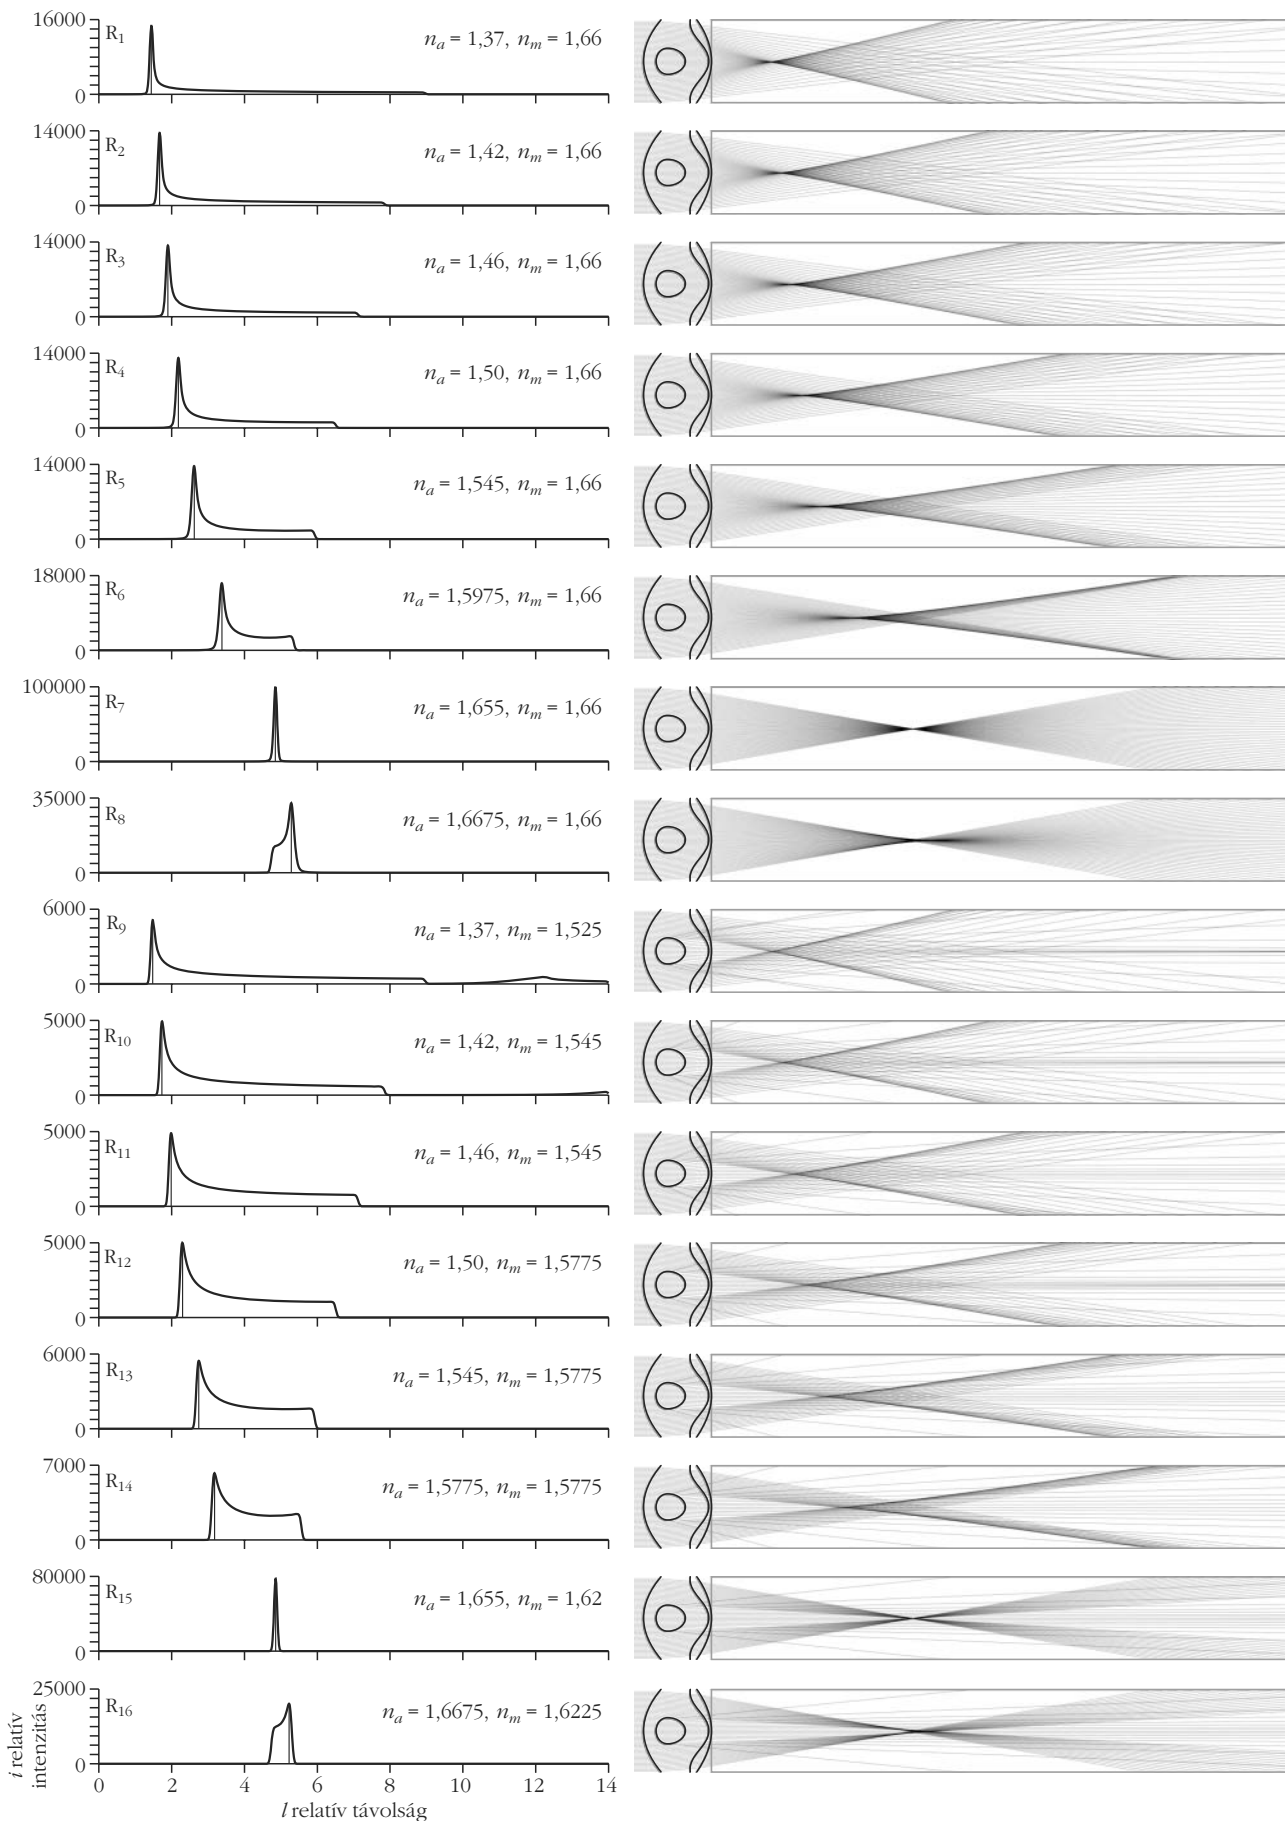 16000
R1
na = 1,37, nm = 1,66
0
14000
R2
na = 1,42, nm = 1,66
0
14000
R3
na = 1,46, nm = 1,66
0
14000
R4
na = 1,50, nm = 1,66
0
14000
R5
na = 1,545, nm = 1,66
0
18000
R6
na = 1,5975, nm = 1,66
0
100000
R7
na = 1,655, nm = 1,66
0
35000
R8
na = 1,6675, nm = 1,66
0
6000
R9
na = 1,37, nm = 1,525
0
5000
R10
na = 1,42, nm = 1,545
0
5000
R11
na = 1,46, nm = 1,545
0
5000
R12
na = 1,50, nm = 1,5775
0
6000
R13
na = 1,545, nm = 1,5775
0
7000
R14
na = 1,5775, nm = 1,5775
0
80000
R15
na = 1,655, nm = 1,62
0
25000
R16
na = 1,6675, nm = 1,6225
0
i relatív
intenzitás
0 2 4 6 8 10 12 14
l relatív távolság